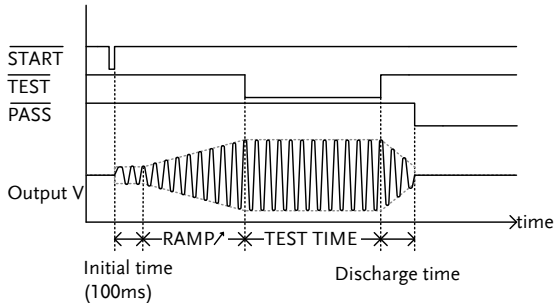 START
TEST
PASS
Output V
time
RAMP↗
TEST TIME
Initial time
(100ms)
Discharge time